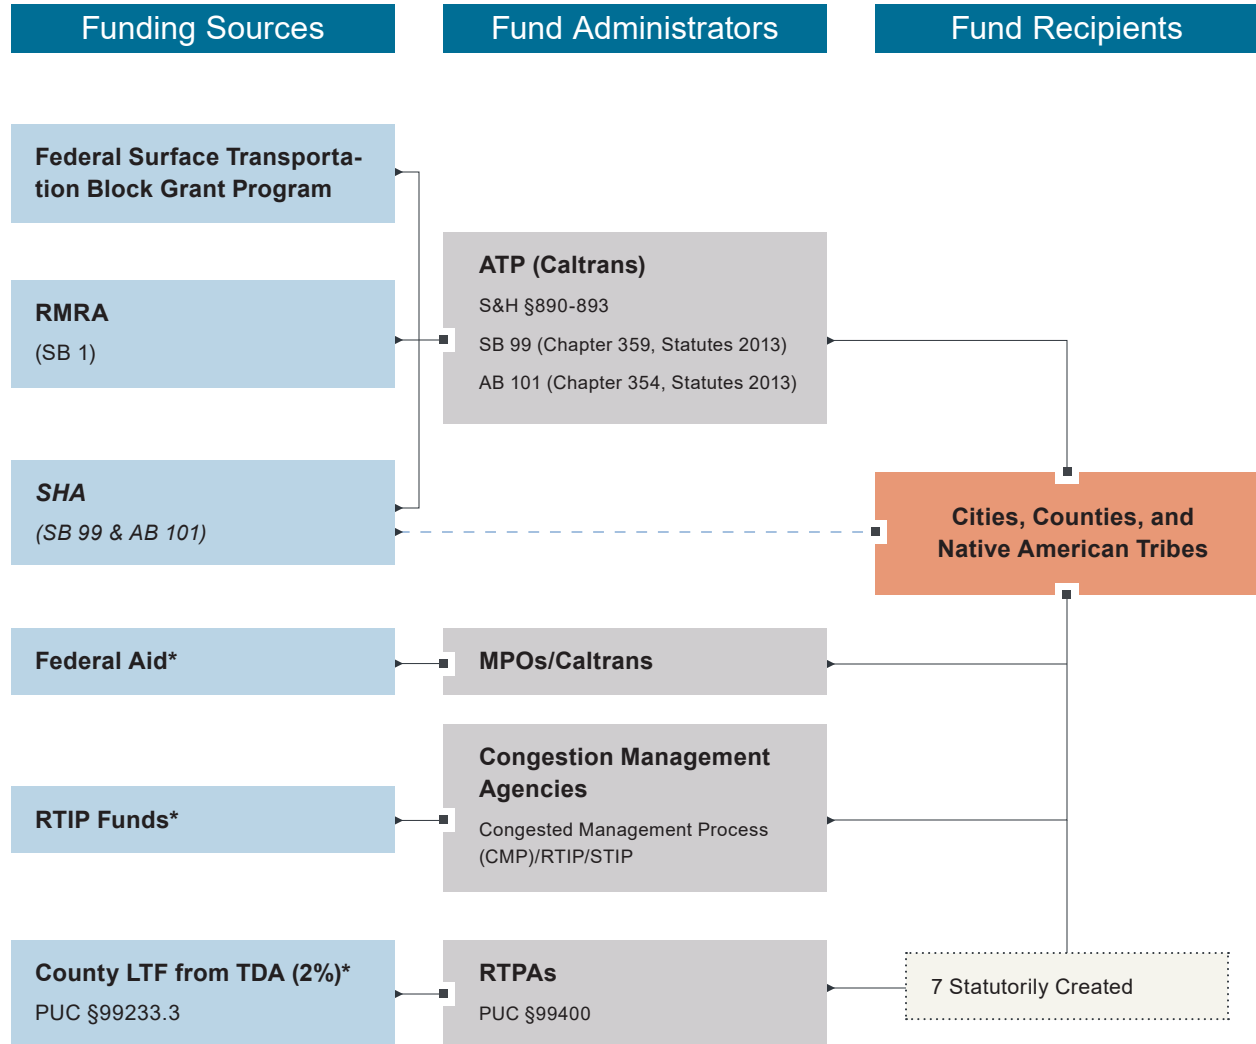 Funding Sources
Fund Administrators
Fund Recipients
Federal Surface Transporta-
tion Block Grant Program
RMRA
(SB 1)
SHA
(SB 99 & AB 101)
Federal Aid*
RTIP Funds*
County LTF from TDA (2%)*
PUC §99233.3
ATP (Caltrans)
S&H §890-893
SB 99 (Chapter 359, Statutes 2013)
AB 101 (Chapter 354, Statutes 2013)
MPOs/Caltrans
Congestion Management
Agencies
Congested Management Process
(CMP)/RTIP/STIP
RTPAs
PUC §99400
Cities, Counties, and
Native American Tribes
7 Statutorily Created